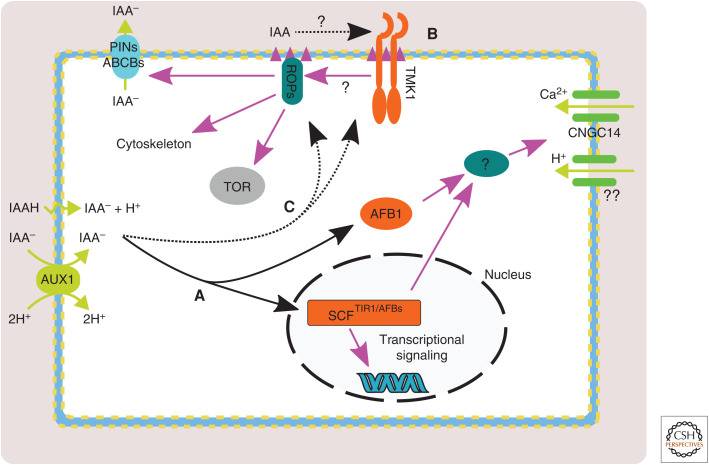 IAA⁻
PINs
ABCBs
IAA⁻
IAA
?
B
ROPs
?
TMK1
Cytoskeleton
TOR
Ca²⁺
CNGC14
H⁺
??
?
C
IAAH
IAA⁻ + H⁺
IAA⁻
IAA⁻
AUX1
2H⁺
2H⁺
A
AFB1
Nucleus
SCF^TIR1/AFBs
Transcriptional
signaling
CSH
PERSPECTIVES